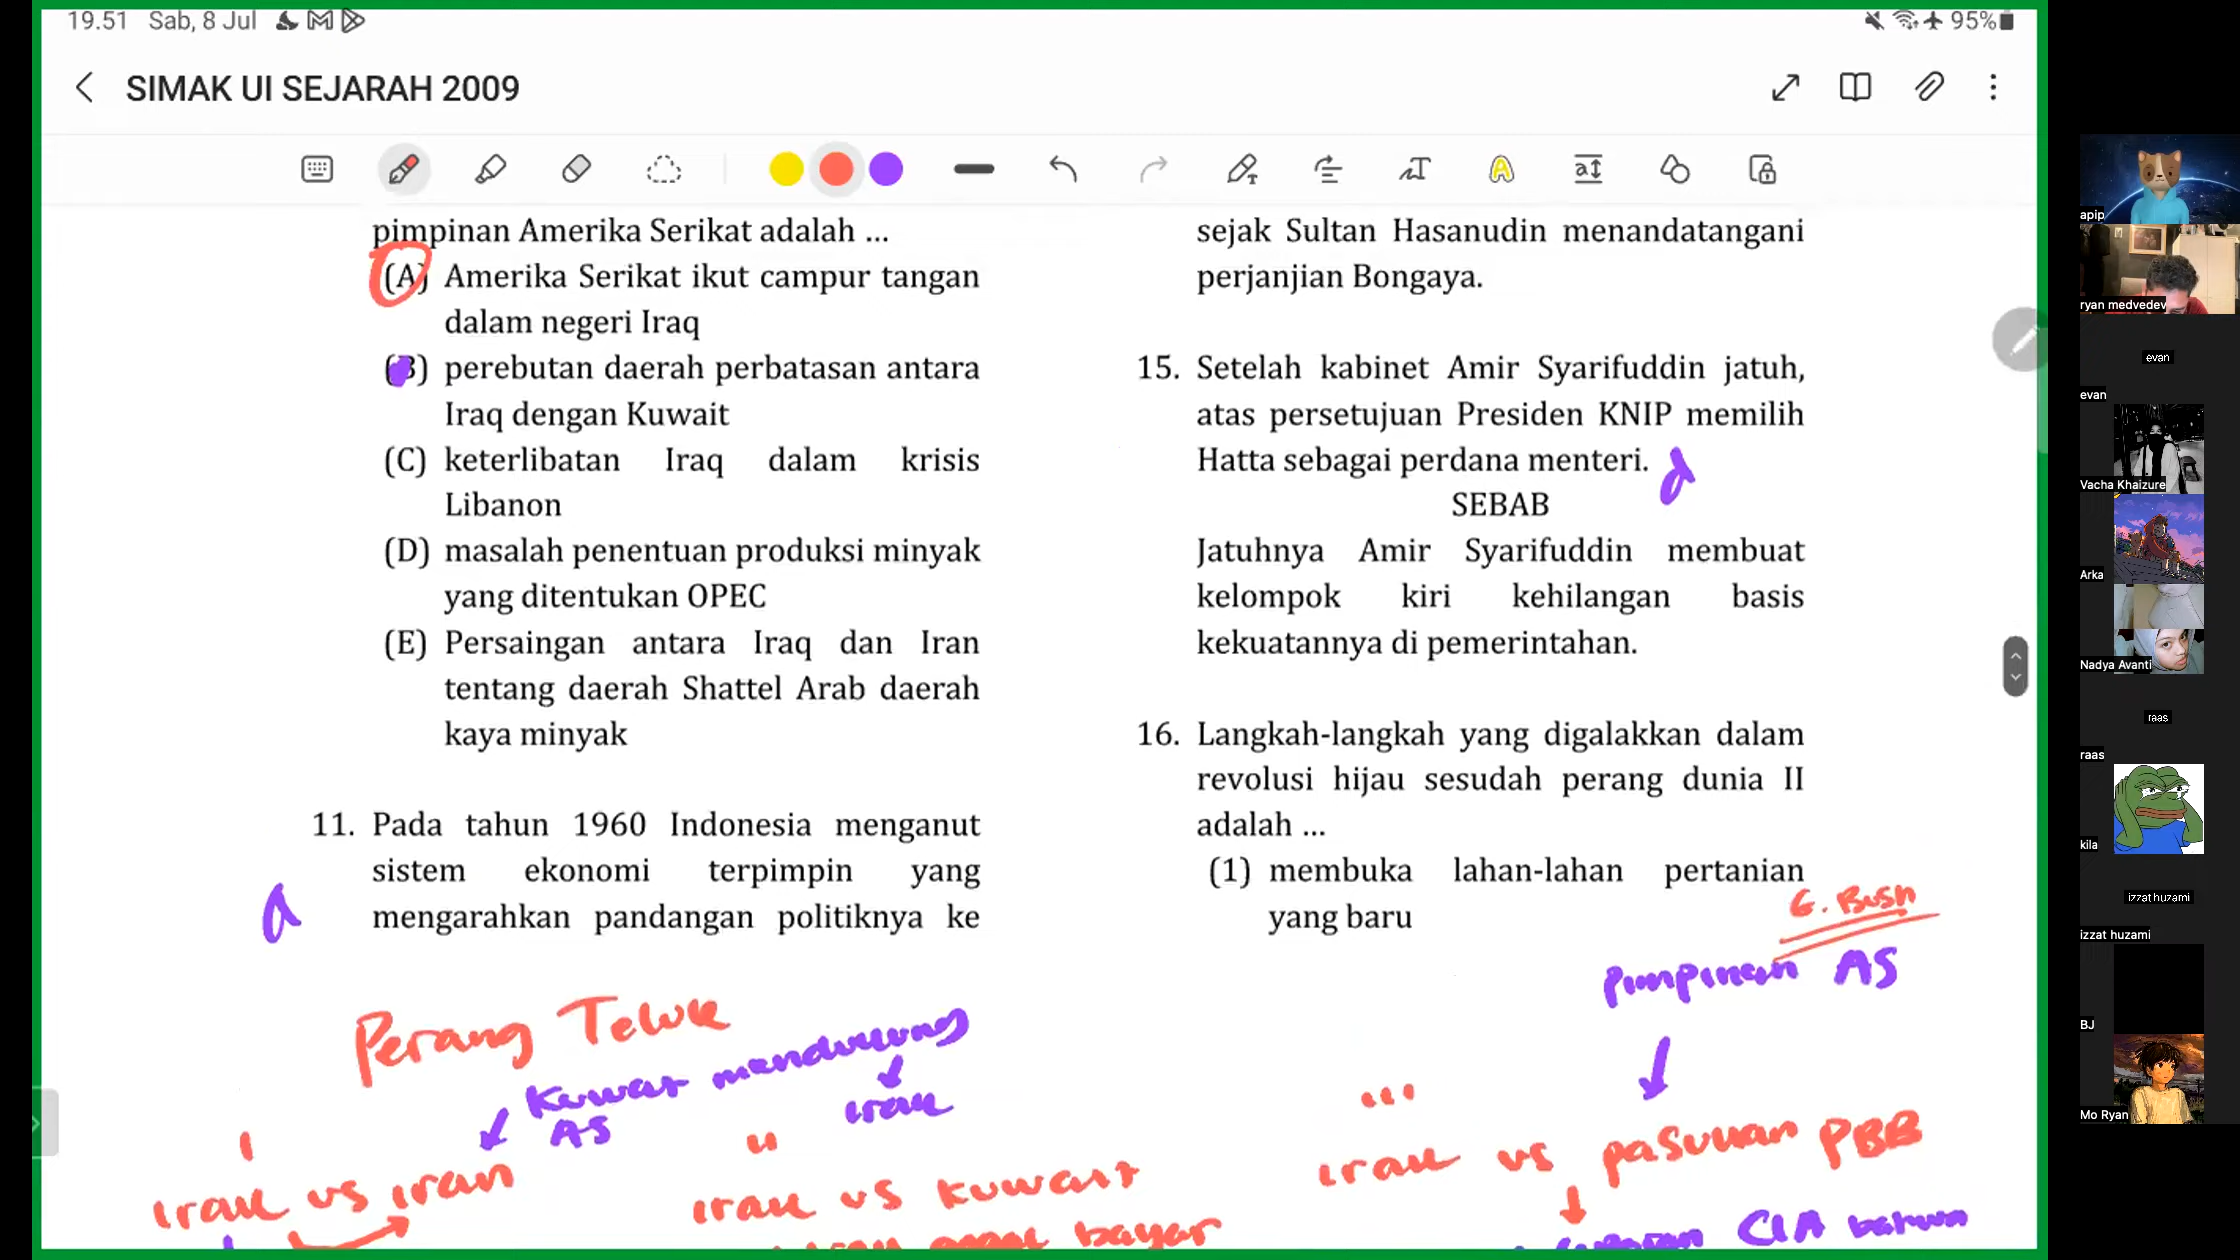 19.51 Sab, 8 Jul
95%
SIMAK UI SEJARAH 2009
pimpinan Amerika Serikat adalah ...
(A) Amerika Serikat ikut campur tangan
dalam negeri Iraq
(B) perebutan daerah perbatasan antara
Iraq dengan Kuwait
(C) keterlibatan Iraq dalam krisis
Libanon
(D) masalah penentuan produksi minyak
yang ditentukan OPEC
(E) Persaingan antara Iraq dan Iran
tentang daerah Shattel Arab daerah
kaya minyak
11. Pada tahun 1960 Indonesia menganut
sistem ekonomi terpimpin yang
mengarahkan pandangan politiknya ke
a
sejak Sultan Hasanudin menandatangani
perjanjian Bongaya.
15. Setelah kabinet Amir Syarifuddin jatuh,
atas persetujuan Presiden KNIP memilih
Hatta sebagai perdana menteri.
SEBAB
Jatuhnya Amir Syarifuddin membuat
kelompok kiri kehilangan basis
kekuatannya di pemerintahan.
16. Langkah-langkah yang digalakkan dalam
revolusi hijau sesudah perang dunia II
adalah ...
(1) membuka lahan-lahan pertanian
yang baru
G. Bush
pimpinan AS
Perang Teluk
Kuwait mendukung
AS
irak
irak vs iran
irak vs kuwait
bayar
irak vs pasukan PBB
CIA bahwa
apip
ryan medvedev
evan
evan
Vacha Khaizure
Arka
Nadya Avanti
raas
raas
kila
izzat huzami
izzat huzami
BJ
Mo Ryan